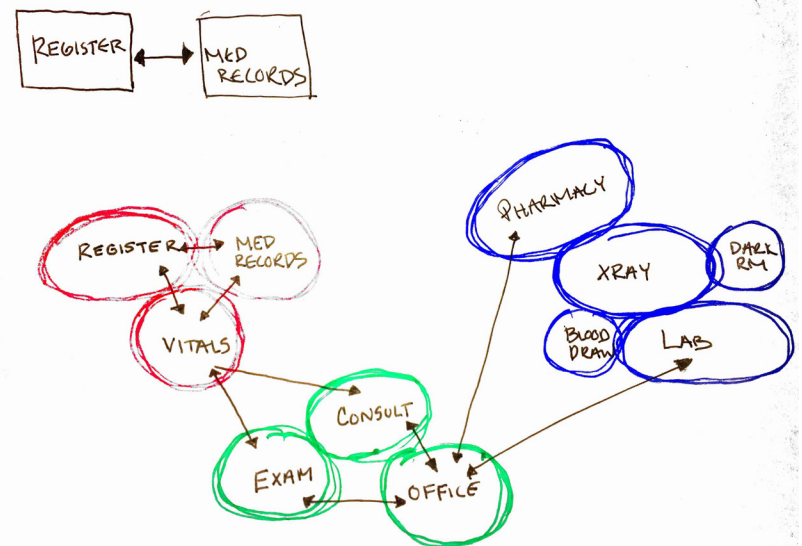 REGISTER
MED
RECORDS
PHARMACY
REGISTER
MED
RECORDS
XRAY
DARK
RM
VITALS
BLOOD
DRAW
LAB
CONSULT
EXAM
OFFICE